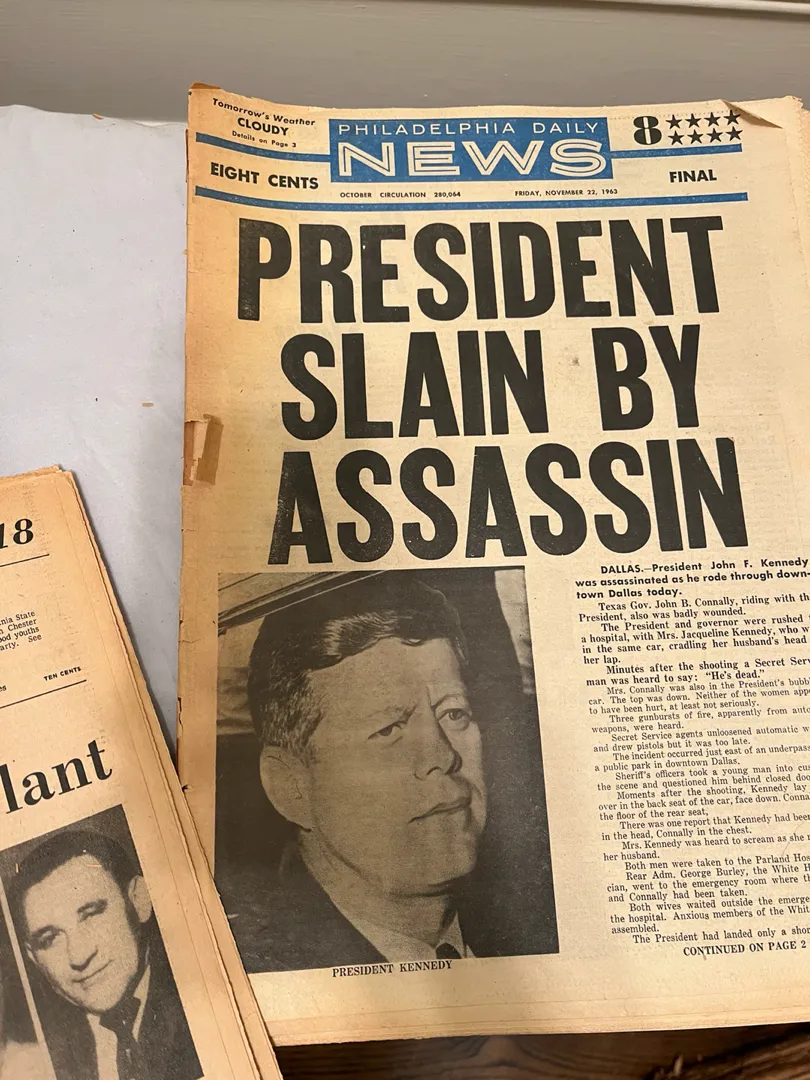 Tomorrow's Weather
CLOUDY
Details on Page 3
EIGHT CENTS
PHILADELPHIA DAILY
NEWS
8
FINAL
OCTOBER CIRCULATION 280,064 FRIDAY, NOVEMBER 22, 1963
PRESIDENT
SLAIN BY
ASSASSIN
DALLAS.—President John F. Kennedy
was assassinated as he rode through down-
town Dallas today.
Texas Gov. John B. Connally, riding with
President, also was badly wounded.
The President and governor were rushed
a hospital, with Mrs. Jacqueline Kennedy, who
in the same car, cradling her husband's head
her lap.
Minutes after the shooting a Secret
man was heard to say: "He's dead."
Mrs. Connally was also in the President's
car. The top was down. Neither of the women
to have been hurt, at least not seriously.
Three gunbursts of fire, apparently from
weapons, were heard.
Secret Service agents unloosened automatic
and drew pistols but it was too late.
The incident occurred just east of an
a public park in downtown Dallas.
Sheriff's officers took a young man into
the scene and questioned him behind closed
Moments after the shooting, Kennedy lay
over in the back seat of the car, face down.
the floor of the rear seat,
There was one report that Kennedy had been
in the head, Connally in the chest.
Mrs. Kennedy was heard to scream as she
her husband.
Both men were taken to the Parland
Rear Adm. George Burley, the White
cian, went to the emergency room where
and Connally had been taken.
Both wives waited outside the
the hospital. Anxious members of the
assembled.
The President had landed only a
CONTINUED ON PAGE 2
PRESIDENT KENNEDY
18
State
Chester
youths
See
TEN CENTS
lant